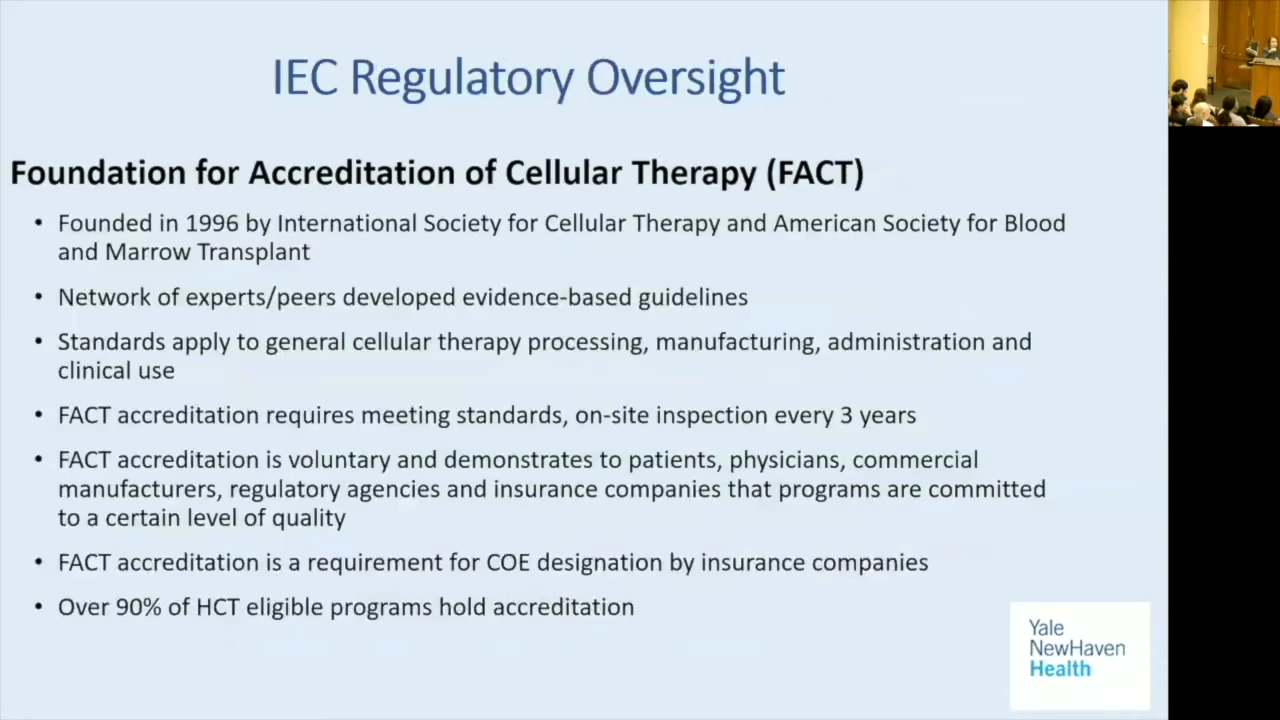 IEC Regulatory Oversight
Foundation for Accreditation of Cellular Therapy (FACT)
• Founded in 1996 by International Society for Cellular Therapy and American Society for Blood
and Marrow Transplant
• Network of experts/peers developed evidence-based guidelines
• Standards apply to general cellular therapy processing, manufacturing, administration and
clinical use
• FACT accreditation requires meeting standards, on-site inspection every 3 years
• FACT accreditation is voluntary and demonstrates to patients, physicians, commercial
manufacturers, regulatory agencies and insurance companies that programs are committed
to a certain level of quality
• FACT accreditation is a requirement for COE designation by insurance companies
• Over 90% of HCT eligible programs hold accreditation
Yale
NewHaven
Health